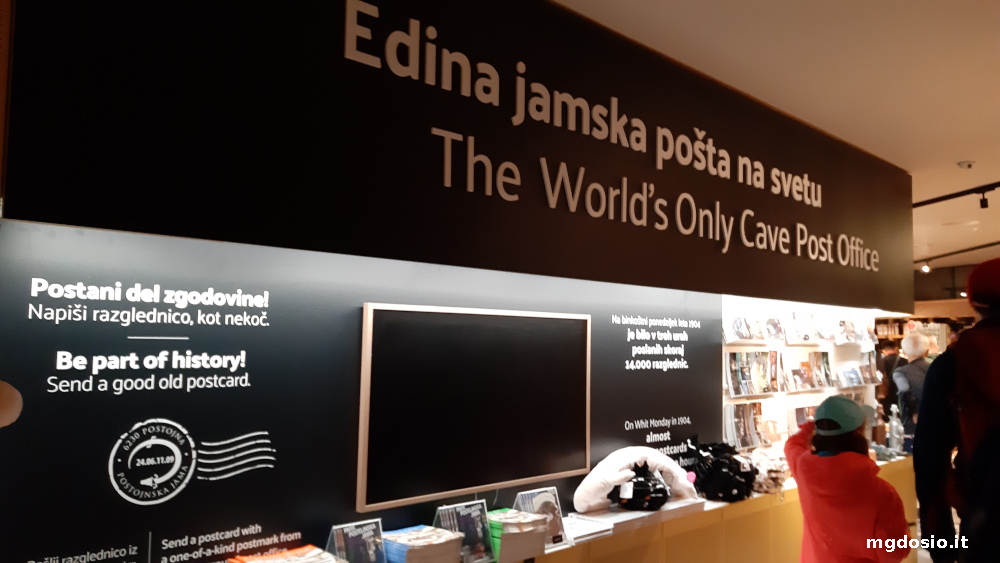 Edina jamska pošta na svetu
The World's Only Cave Post Office
Postani del zgodovine!
Napiši razglednico, kot nekoč.
Be part of history!
Send a good old postcard.
6230 POSTOJNA
24.06.11.09
POSTOJNSKA JAMA
Na binkoštni ponedeljek leta 1904
je bilo v treh urah
poslanih skoraj
14.000 razglednic.
On Whit Monday in 1904,
almost
postcards
razglednico iz
Send a postcard with
a one-of-a-kind postmark from
office
mgdosio.it